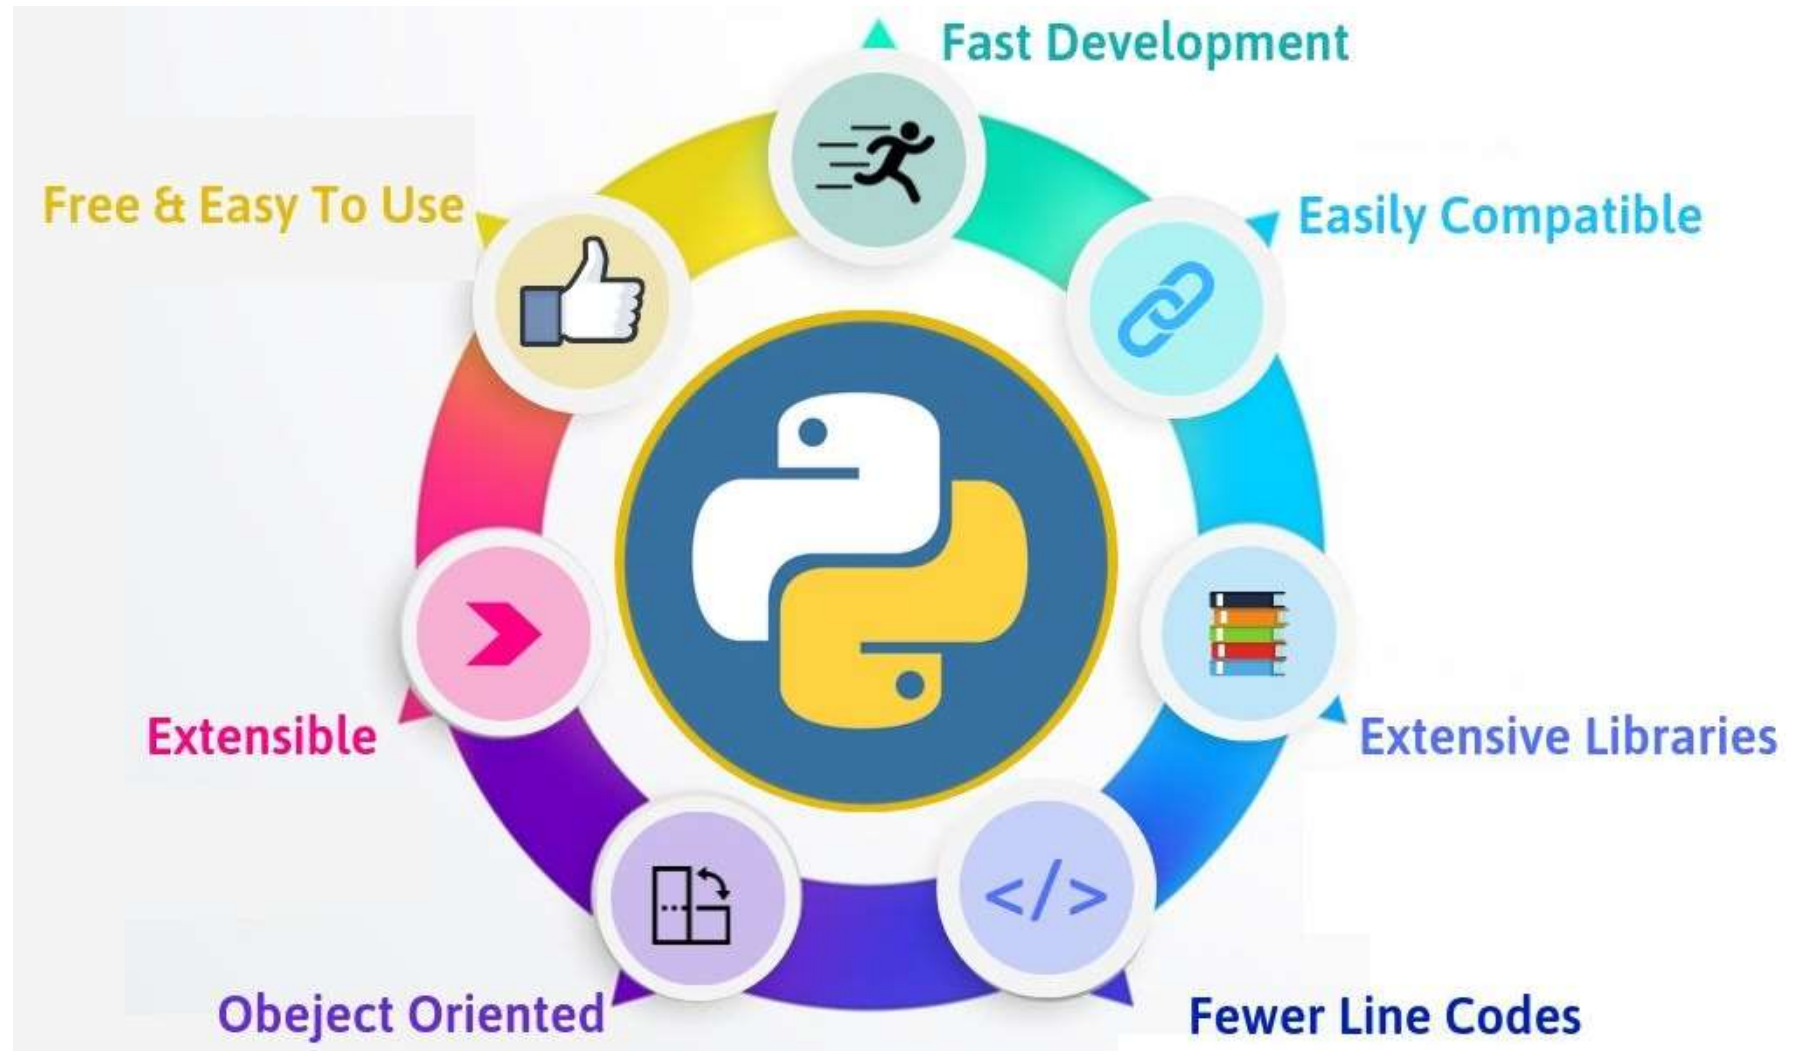 Fast Development
Free & Easy To Use
Easily Compatible
Extensible
Extensive Libraries
</>
Obeject Oriented
Fewer Line Codes